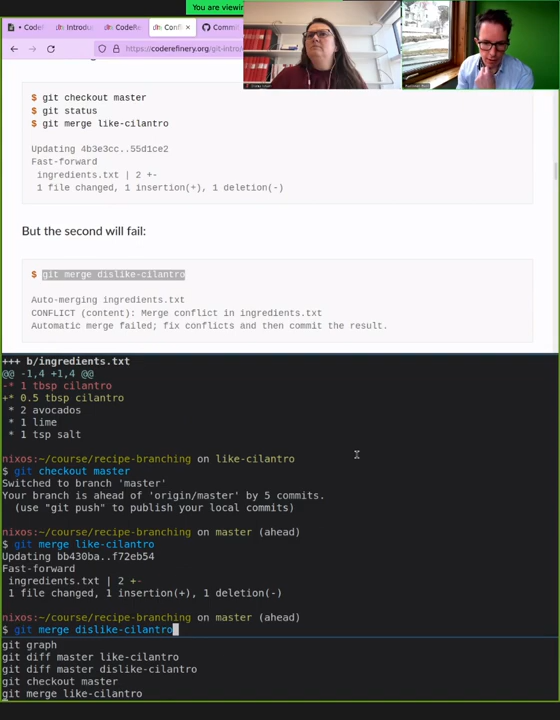 You are viewin
Code
Introdu
CodeRe
Confl
Commit
https://coderefinery.org/git-intro/
$ git checkout master
$ git status
$ git merge like-cilantro
Updating 4b3e3cc..55d1ce2
Fast-forward
ingredients.txt | 2 +-
1 file changed, 1 insertion(+), 1 deletion(-)
But the second will fail:
$ git merge dislike-cilantro
Auto-merging ingredients.txt
CONFLICT (content): Merge conflict in ingredients.txt
Automatic merge failed; fix conflicts and then commit the result.
+++ b/ingredients.txt
@@ -1,4 +1,4 @@
-* 1 tbsp cilantro
+* 0.5 tbsp cilantro
* 2 avocados
* 1 lime
* 1 tsp salt
nixos:~/course/recipe-branching on like-cilantro
$ git checkout master
Switched to branch 'master'
Your branch is ahead of 'origin/master' by 5 commits.
(use "git push" to publish your local commits)
nixos:~/course/recipe-branching on master (ahead)
$ git merge like-cilantro
Updating bb430ba..f72eb54
Fast-forward
ingredients.txt | 2 +-
1 file changed, 1 insertion(+), 1 deletion(-)
nixos:~/course/recipe-branching on master (ahead)
$ git merge dislike-cilantro
git graph
git diff master like-cilantro
git diff master dislike-cilantro
git checkout master
git merge like-cilantro